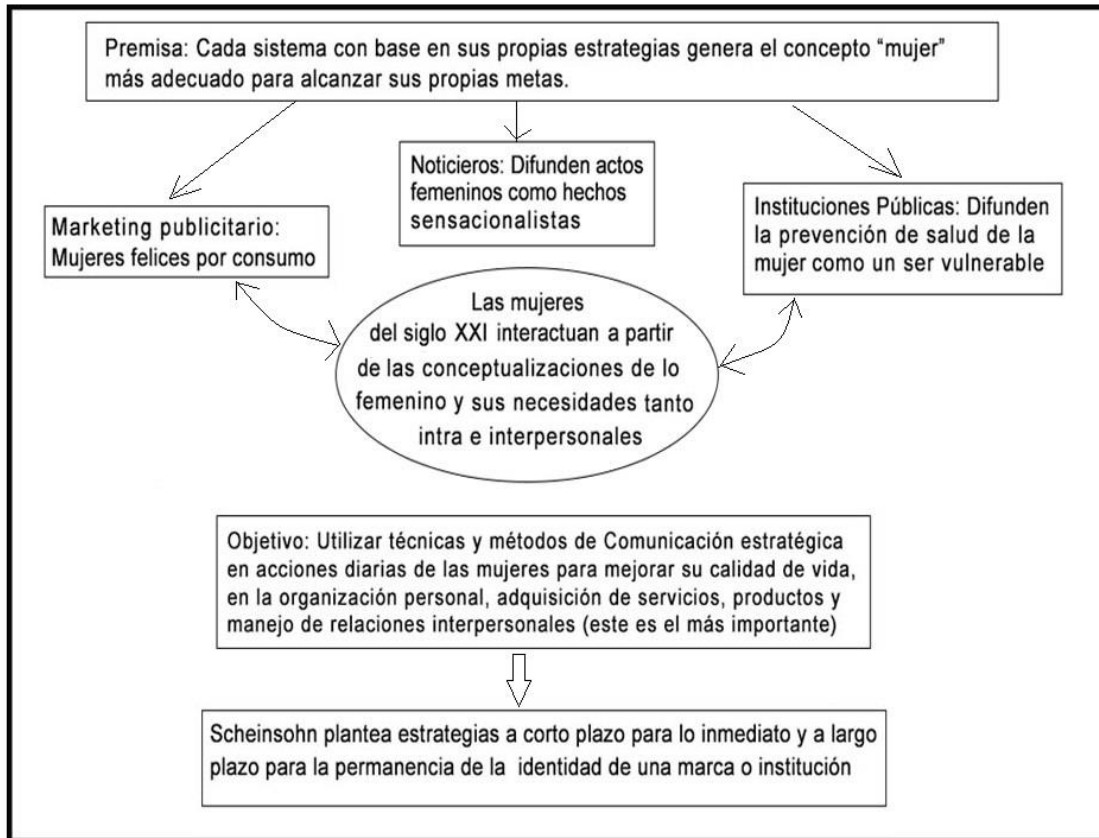 Premisa: Cada sistema con base en sus propias estrategias genera el concepto “mujer”
más adecuado para alcanzar sus propias metas.
Noticieros: Difunden actos
femeninos como hechos
sensacionalistas
Marketing publicitario:
Mujeres felices por consumo
Instituciones Públicas: Difunden
la prevención de salud de la
mujer como un ser vulnerable
Las mujeres
del siglo XXI interactuan a partir
de las conceptualizaciones de lo
femenino y sus necesidades tanto
intra e interpersonales
Objetivo: Utilizar técnicas y métodos de Comunicación estratégica
en acciones diarias de las mujeres para mejorar su calidad de vida,
en la organización personal, adquisición de servicios, productos y
manejo de relaciones interpersonales (este es el más importante)
Scheinsohn plantea estrategias a corto plazo para lo inmediato y a largo
plazo para la permanencia de la identidad de una marca o institución